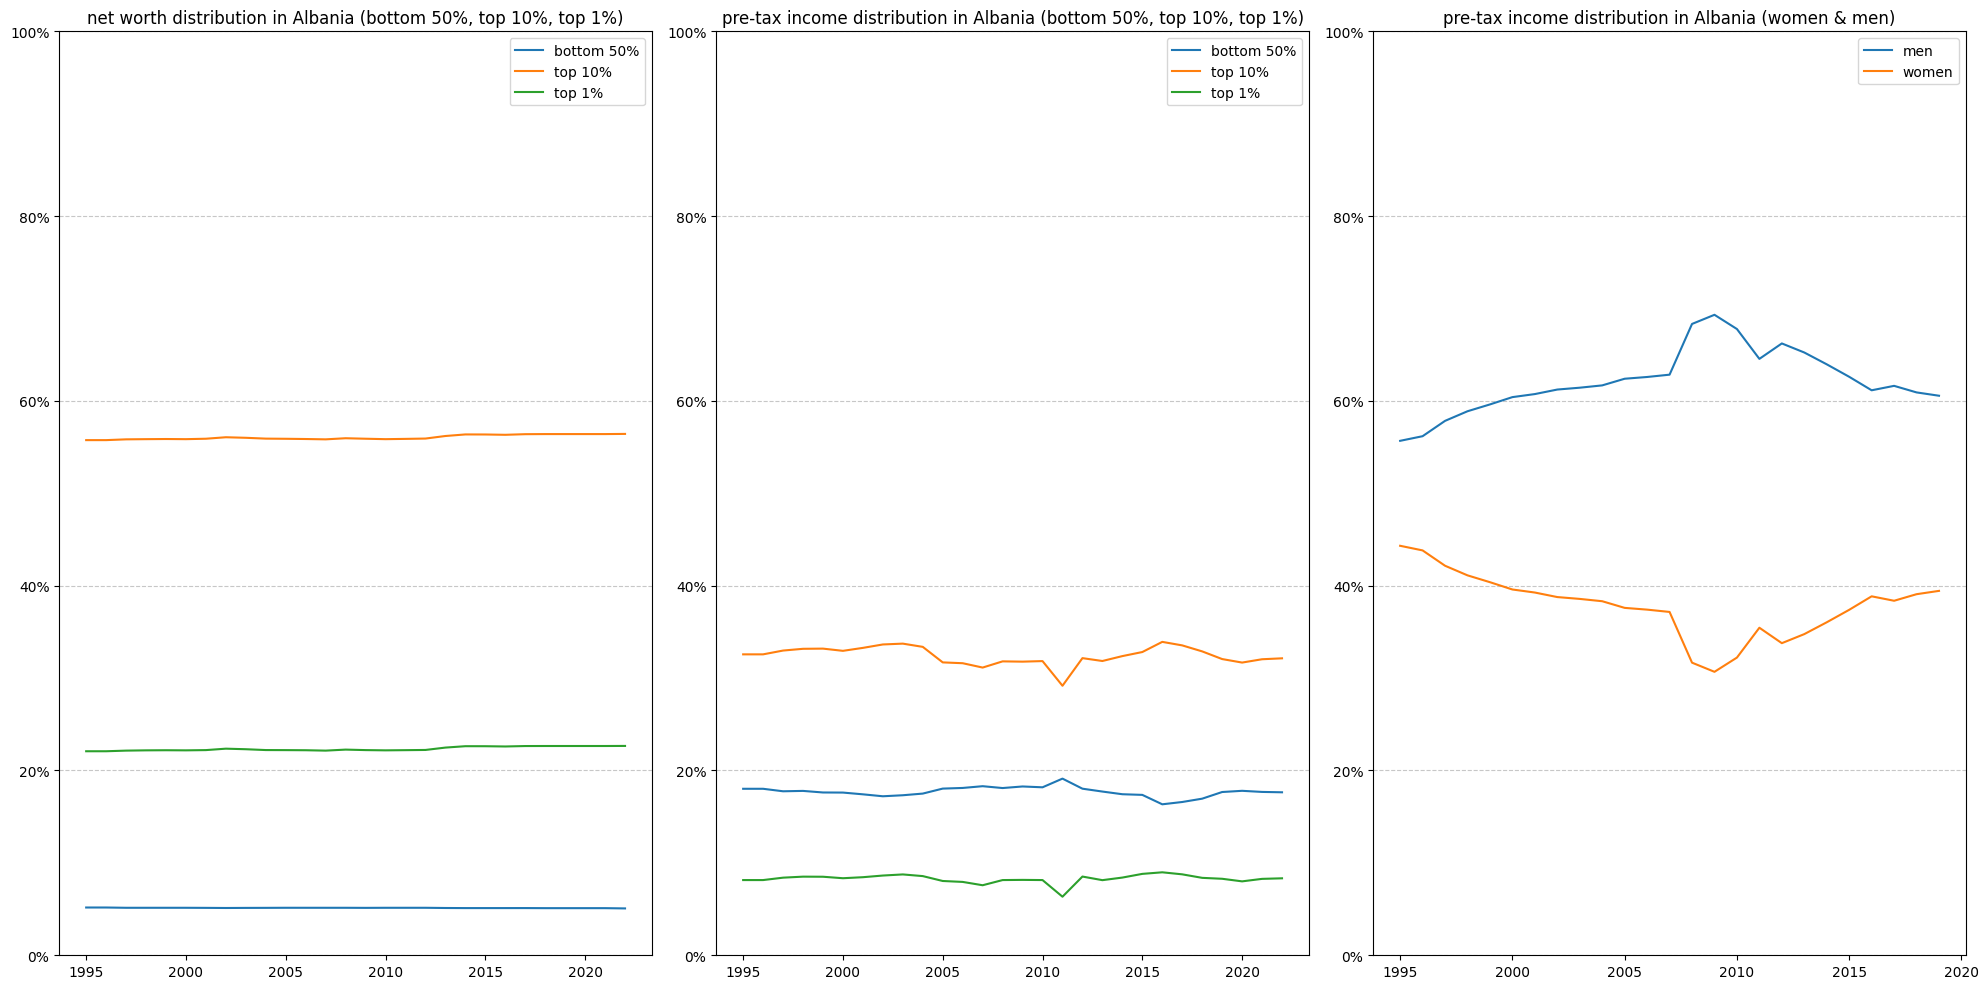 net worth distribution in Albania (bottom 50%, top 10%, top 1%)
100%
80%
60%
40%
20%
0%
1995 2000 2005 2010 2015 2020
bottom 50%
top 10%
top 1%
pre-tax income distribution in Albania (bottom 50%, top 10%, top 1%)
100%
80%
60%
40%
20%
0%
1995 2000 2005 2010 2015 2020
bottom 50%
top 10%
top 1%
pre-tax income distribution in Albania (women & men)
100%
80%
60%
40%
20%
0%
1995 2000 2005 2010 2015 2020
men
women